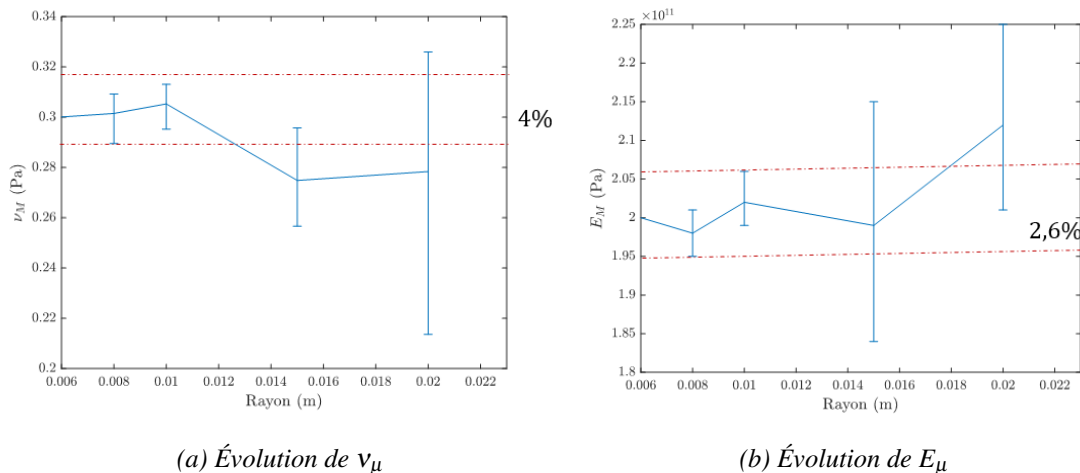 0.34
0.32
0.3
0.28
0.26
0.24
0.22
0.2
ν_M (Pa)
0.006 0.008 0.01 0.012 0.014 0.016 0.018 0.02 0.022
Rayon (m)
4%
(a) Évolution de ν_μ
×10^11
2.25
2.2
2.15
2.1
2.05
2
1.95
1.9
1.85
1.8
E_M (Pa)
0.006 0.008 0.01 0.012 0.014 0.016 0.018 0.02 0.022
Rayon (m)
2,6%
(b) Évolution de E_μ